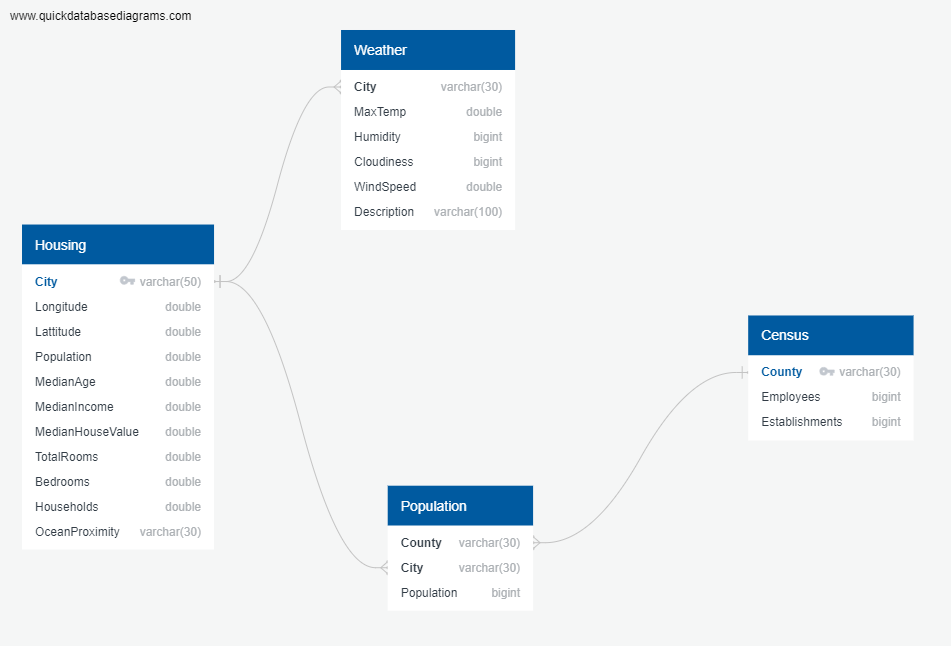 www.quickdatabasediagrams.com
Weather
City varchar(30)
MaxTemp double
Humidity bigint
Cloudiness bigint
WindSpeed double
Description varchar(100)
Housing
City varchar(50)
Longitude double
Lattitude double
Population double
MedianAge double
MedianIncome double
MedianHouseValue double
TotalRooms double
Bedrooms double
Households double
OceanProximity varchar(30)
Census
County varchar(30)
Employees bigint
Establishments bigint
Population
County varchar(30)
City varchar(30)
Population bigint